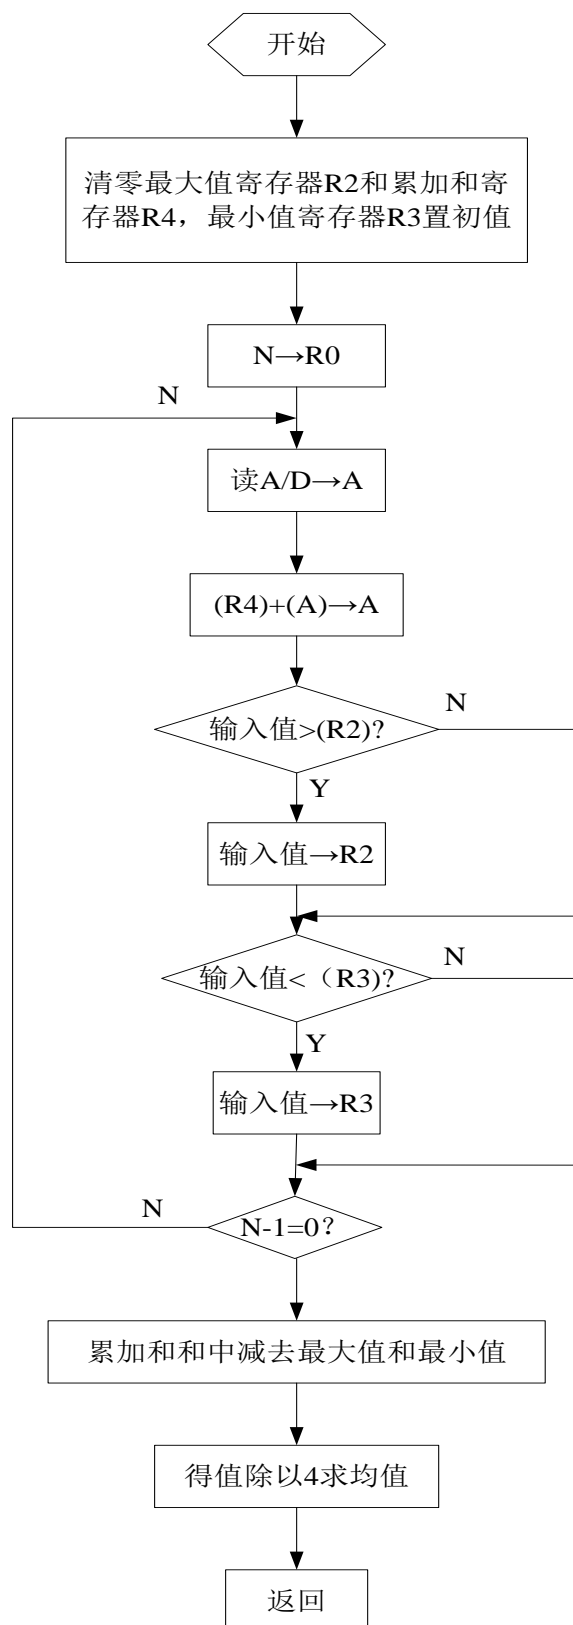 开始
清零最大值寄存器R2和累加和寄
存器R4，最小值寄存器R3置初值
N→R0
N
读A/D→A
(R4)+(A)→A
输入值>(R2)?
N
Y
输入值→R2
输入值<（R3)?
N
Y
输入值→R3
N
N-1=0？
累加和和中减去最大值和最小值
得值除以4求均值
返回